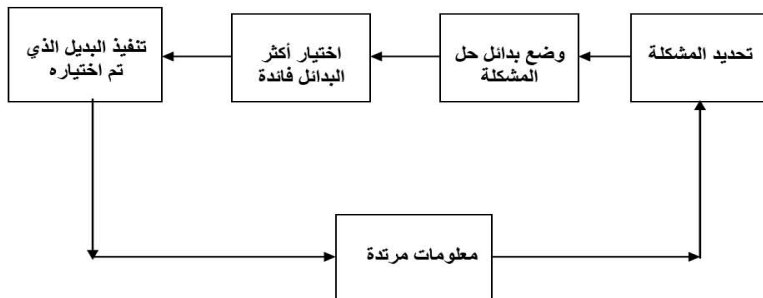 تحديد المشكلة
وضع بدائل حل
المشكلة
اختيار أكثر
البدائل فائدة
تنفيذ البديل الذي
تم اختياره
معلومات مرتدة